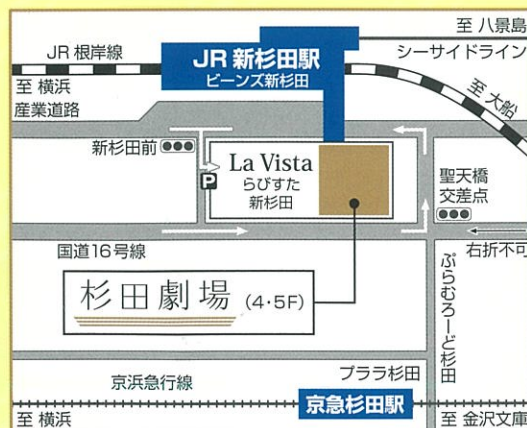 至 八景島
JR 根岸線
JR 新杉田駅
ビーンズ新杉田
シーサイドライン
至 横浜
至 大船
産業道路
新杉田前
La Vista
らびすた
新杉田
P
聖天橋
交差点
国道16号線
右折不可
杉田劇場 (4・5F)
ぷらむろーど杉田
プララ杉田
京浜急行線
京急杉田駅
至 横浜
至 金沢文庫